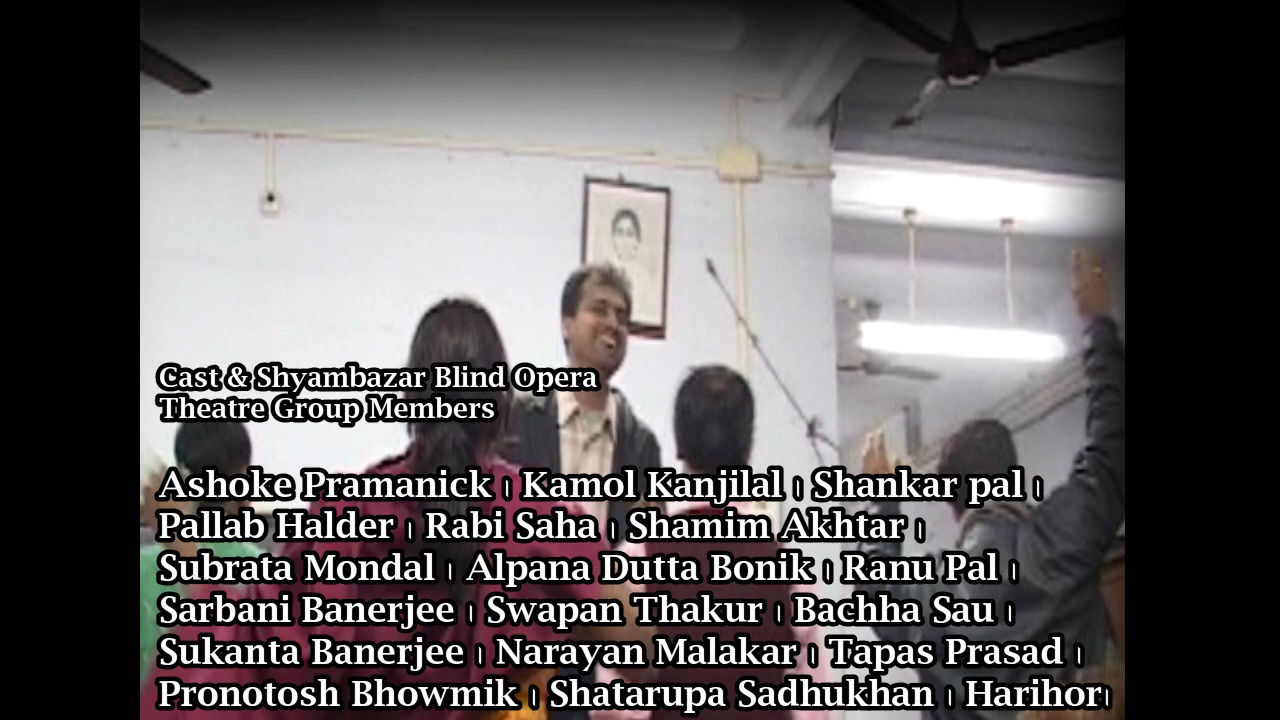 Cast & Shyambazar Blind Opera
Theatre Group Members
Ashoke Pramanick । Kamol Kanjilal । Shankar pal ।
Pallab Halder । Rabi Saha । Shamim Akhtar ।
Subrata Mondal । Alpana Dutta Bonik । Ranu Pal ।
Sarbani Banerjee । Swapan Thakur । Bachha Sau ।
Sukanta Banerjee । Narayan Malakar । Tapas Prasad ।
Pronotosh Bhowmik । Shatarupa Sadhukhan । Harihor।